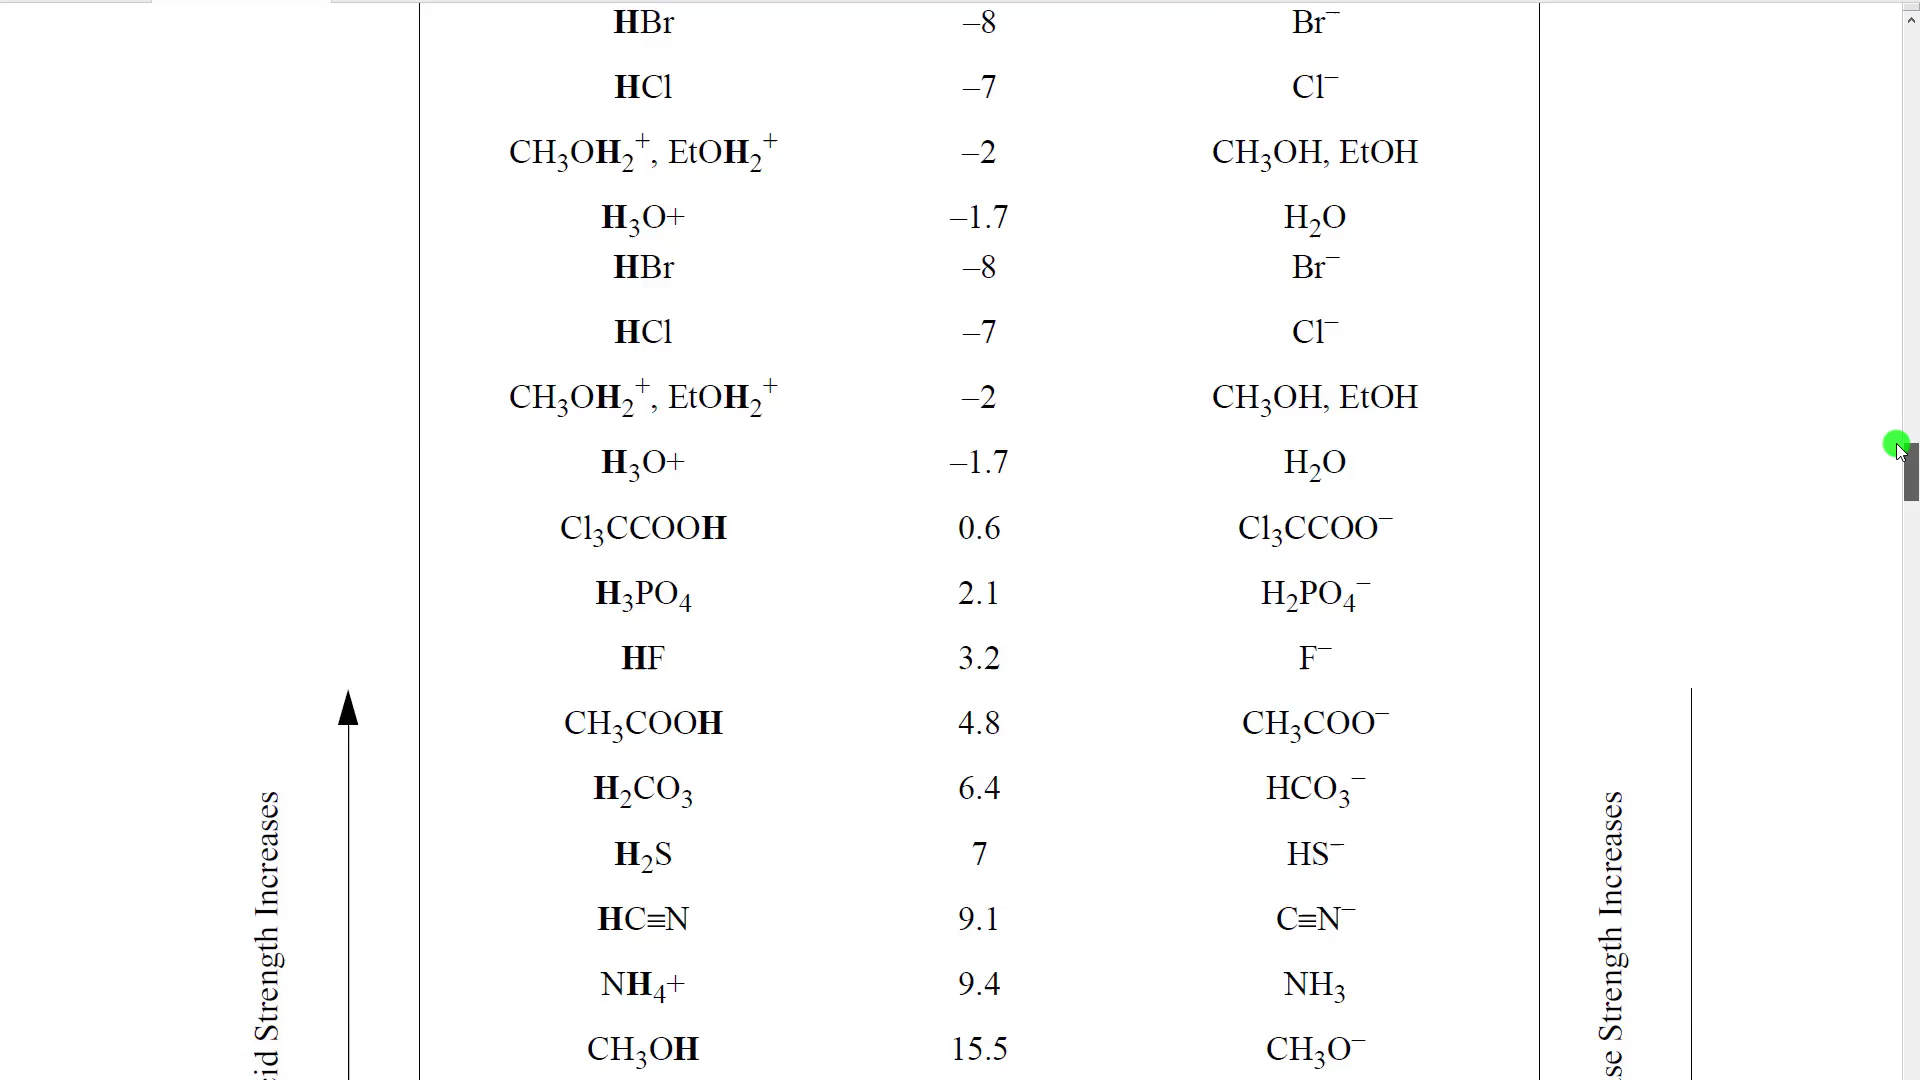 HBr –8 Br⁻
HCl –7 Cl⁻
CH₃OH₂⁺, EtOH₂⁺ –2 CH₃OH, EtOH
H₃O+ –1.7 H₂O
HBr –8 Br⁻
HCl –7 Cl⁻
CH₃OH₂⁺, EtOH₂⁺ –2 CH₃OH, EtOH
H₃O+ –1.7 H₂O
Cl₃CCOOH 0.6 Cl₃CCOO⁻
H₃PO₄ 2.1 H₂PO₄⁻
HF 3.2 F⁻
CH₃COOH 4.8 CH₃COO⁻
H₂CO₃ 6.4 HCO₃⁻
H₂S 7 HS⁻
HC≡N 9.1 C≡N⁻
NH₄+ 9.4 NH₃
CH₃OH 15.5 CH₃O⁻
cid Strength Increases
se Strength Increases